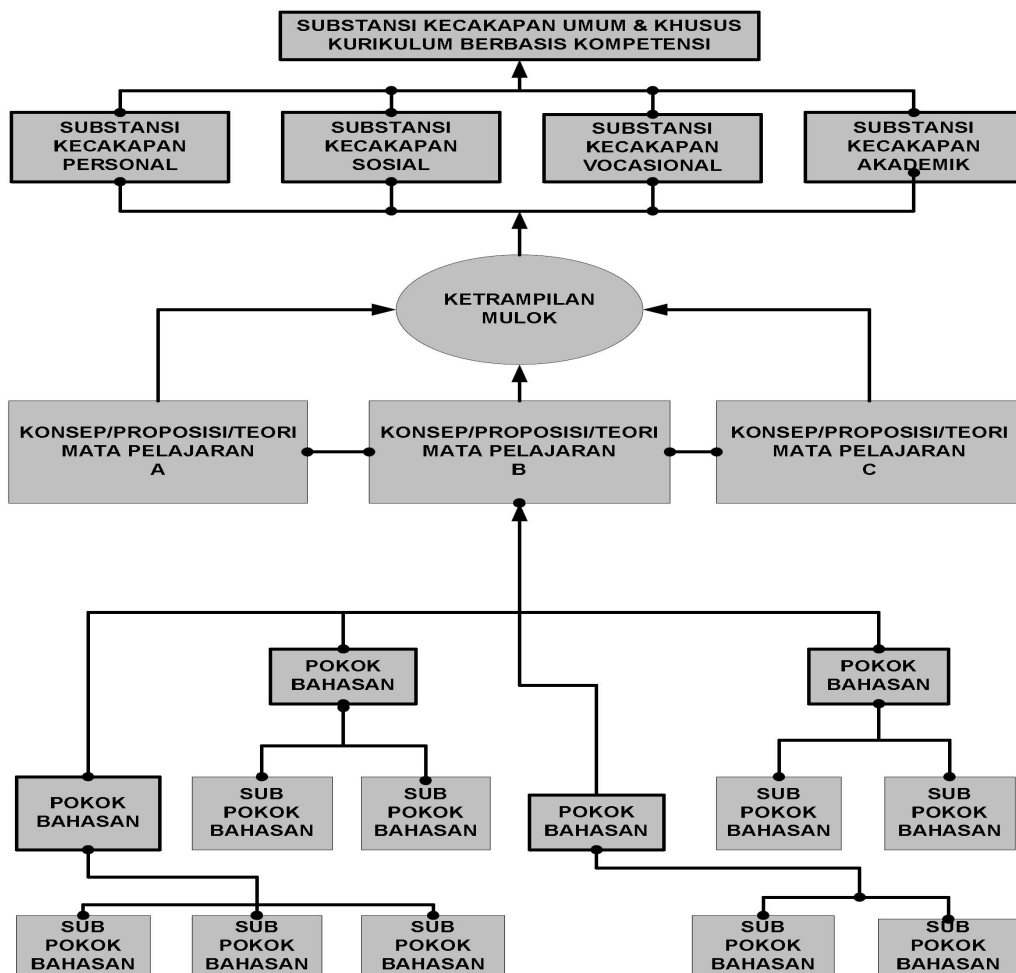 SUBSTANSI KECAKAPAN UMUM & KHUSUS
KURIKULUM BERBASIS KOMPETENSI
SUBSTANSI
KECAKAPAN
PERSONAL
SUBSTANSI
KECAKAPAN
SOSIAL
SUBSTANSI
KECAKAPAN
VOCASIONAL
SUBSTANSI
KECAKAPAN
AKADEMIK
KETRAMPILAN
MULOK
KONSEP/PROPOSISI/TEORI
MATA PELAJARAN
A
KONSEP/PROPOSISI/TEORI
MATA PELAJARAN
B
KONSEP/PROPOSISI/TEORI
MATA PELAJARAN
C
POKOK
BAHASAN
POKOK
BAHASAN
POKOK
BAHASAN
SUB
POKOK
BAHASAN
SUB
POKOK
BAHASAN
POKOK
BAHASAN
SUB
POKOK
BAHASAN
SUB
POKOK
BAHASAN
SUB
POKOK
BAHASAN
SUB
POKOK
BAHASAN
SUB
POKOK
BAHASAN
SUB
POKOK
BAHASAN
SUB
POKOK
BAHASAN